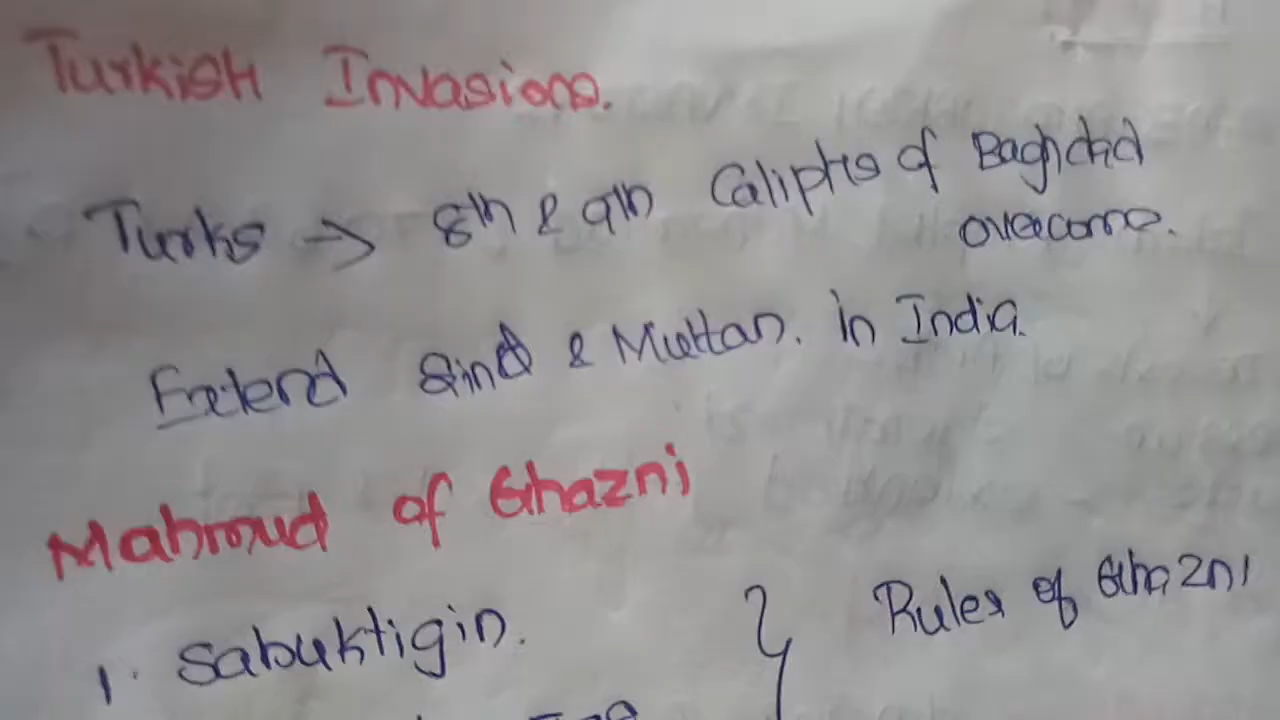 Turkish Invasions.
Turks → 8th & 9th Caliphs of Baghdad
overcome.
Extend Sind & Multan. in India.
Mahmud of Ghazni
1. Sabuktigin.
Ruler of Ghazni